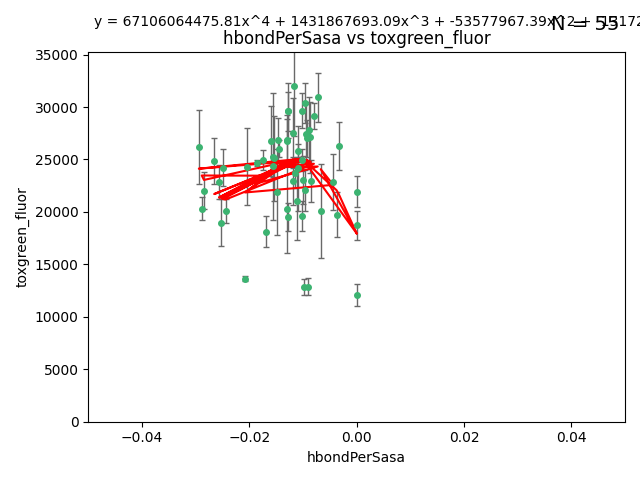 y = 67106064475.81x^4 + 1431867693.09x^3 + -53577967.39x^2 +
N = 53
hbondPerSasa vs toxgreen_fluor
35000
30000
25000
20000
15000
10000
5000
0
toxgreen_fluor
−0.04 −0.02 0.00 0.02 0.04
hbondPerSasa